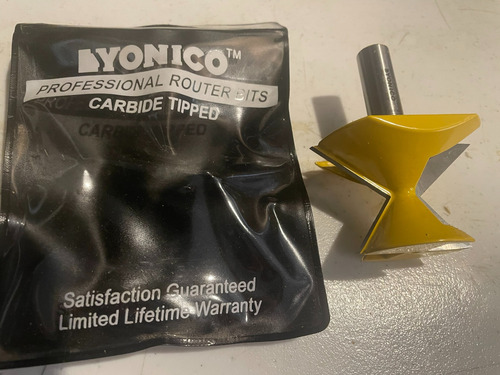 YONICO™
PROFESSIONAL ROUTER BITS
CARBIDE TIPPED
Satisfaction Guaranteed
Limited Lifetime Warranty